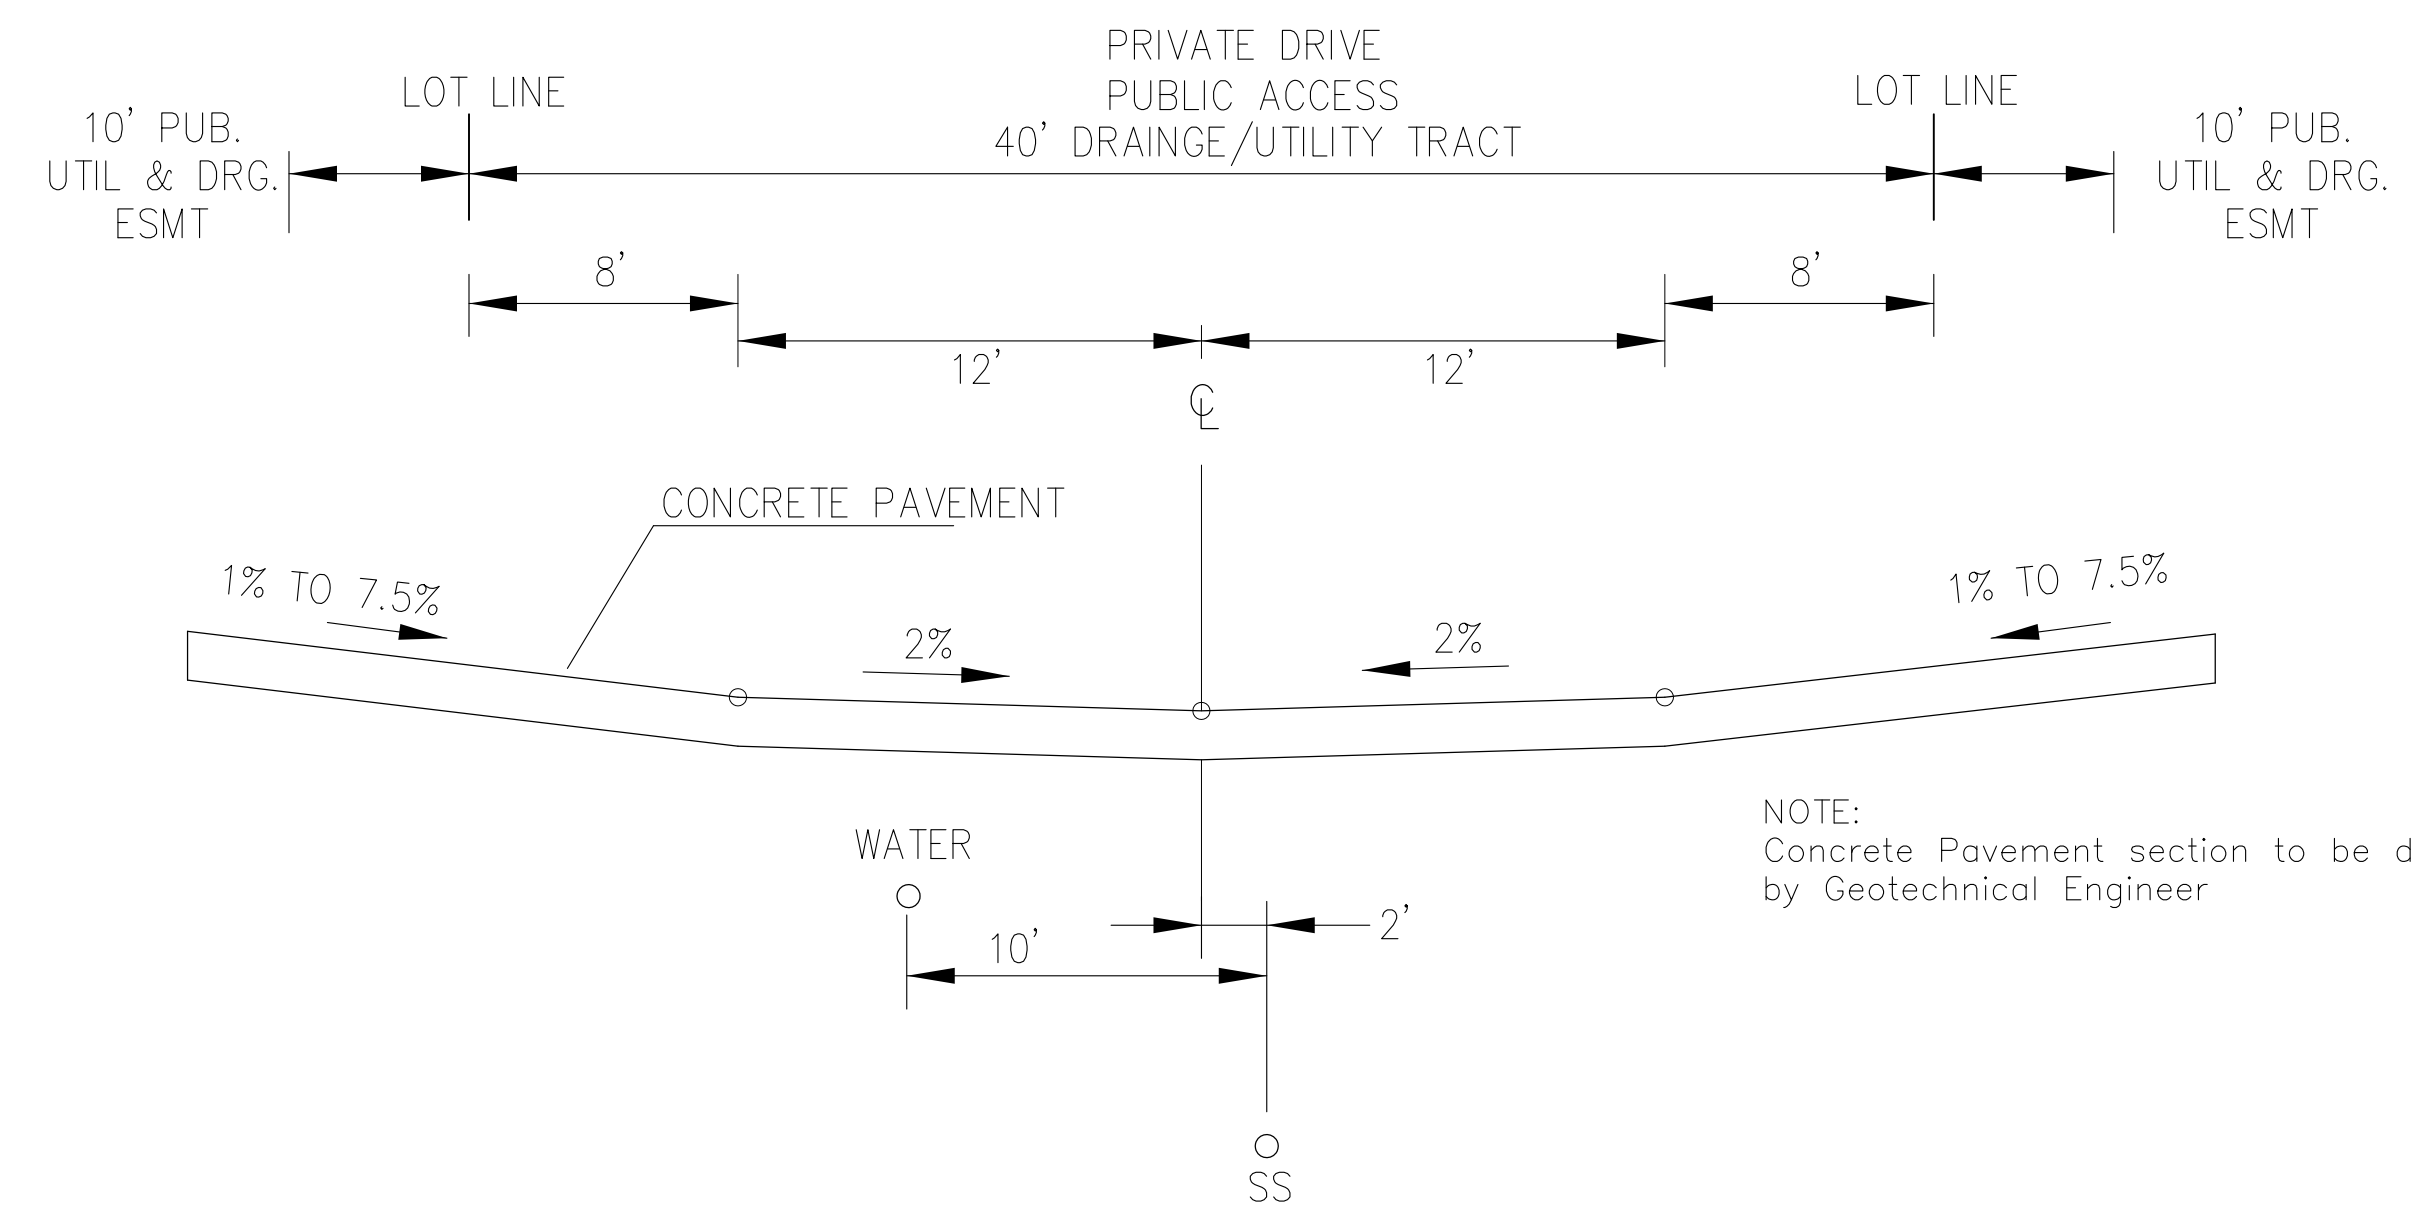 PRIVATE DRIVE
PUBLIC ACCESS
40' DRAINGE/UTILITY TRACT
LOT LINE
LOT LINE
10' PUB.
UTIL & DRG.
ESMT
10' PUB.
UTIL & DRG.
ESMT
8'
8'
12'
12'
CL
CONCRETE PAVEMENT
1% TO 7.5%
2%
2%
1% TO 7.5%
NOTE:
Concrete Pavement section to be d
by Geotechnical Engineer
WATER
10'
2'
SS